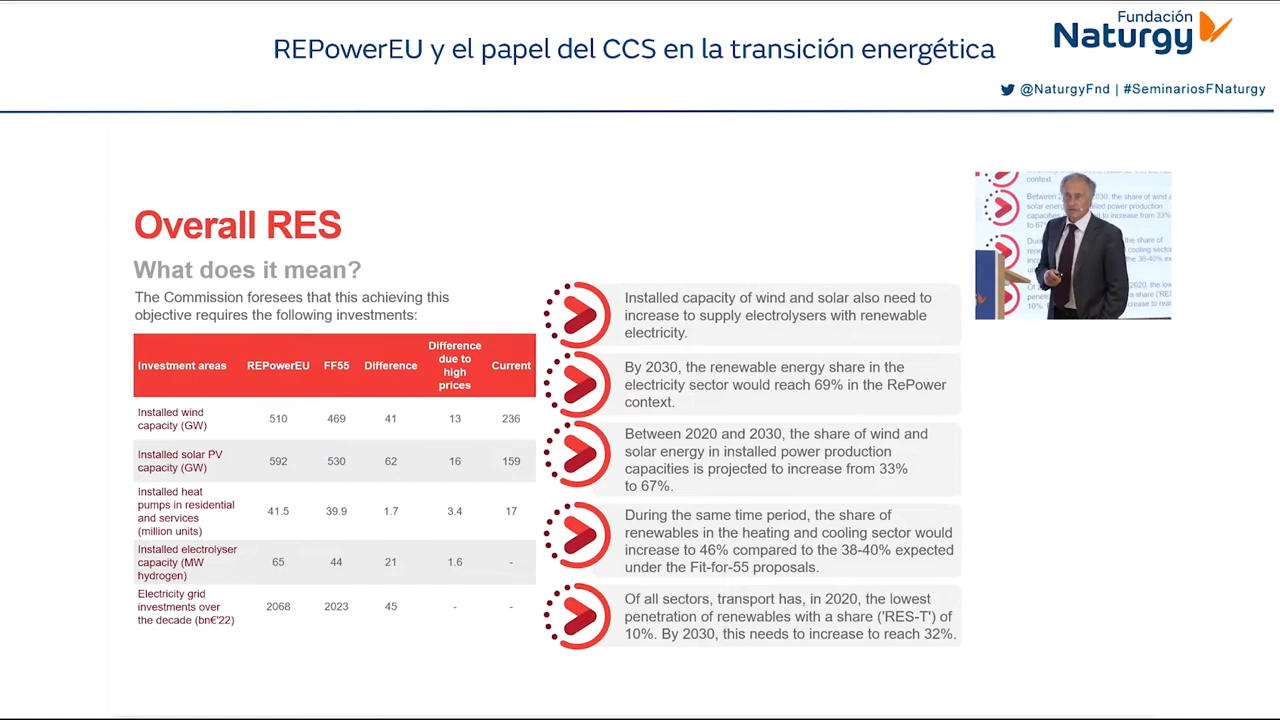 Fundación
Naturgy
REPowerEU y el papel del CCS en la transición energética
@NaturgyFnd | #SeminariosFNaturgy
Overall RES
What does it mean?
The Commission foresees that this achieving this
objective requires the following investments:
Investment areas REPowerEU FF55 Difference Difference due to high prices Current
Installed wind
capacity (GW) 510 469 41 13 236
Installed solar PV
capacity (GW) 592 530 62 16 159
Installed heat
pumps in residential
and services
(million units) 41.5 39.9 1.7 3.4 17
Installed electrolyser
capacity (MW
hydrogen) 65 44 21 1.6 -
Electricity grid
investments over
the decade (bn€'22) 2068 2023 45 - -
Installed capacity of wind and solar also need to
increase to supply electrolysers with renewable
electricity.
By 2030, the renewable energy share in the
electricity sector would reach 69% in the RePower
context.
Between 2020 and 2030, the share of wind and
solar energy in installed power production
capacities is projected to increase from 33%
to 67%.
During the same time period, the share of
renewables in the heating and cooling sector would
increase to 46% compared to the 38-40% expected
under the Fit-for-55 proposals.
Of all sectors, transport has, in 2020, the lowest
penetration of renewables with a share ('RES-T') of
10%. By 2030, this needs to increase to reach 32%.